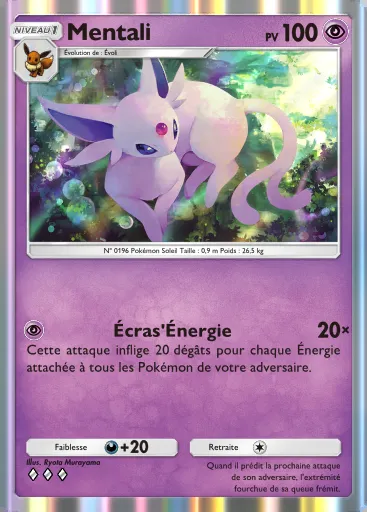 NIVEAU 1
Mentali
PV 100
Évolution de : Évoli
N° 0196 Pokémon Soleil Taille : 0,9 m Poids : 26,5 kg
Écras'Énergie 20×
Cette attaque inflige 20 dégâts pour chaque Énergie
attachée à tous les Pokémon de votre adversaire.
Faiblesse +20
Retraite
Illus. Ryota Murayama
Quand il prédit la prochaine attaque
de son adversaire, l'extrémité
fourchue de sa queue frémit.